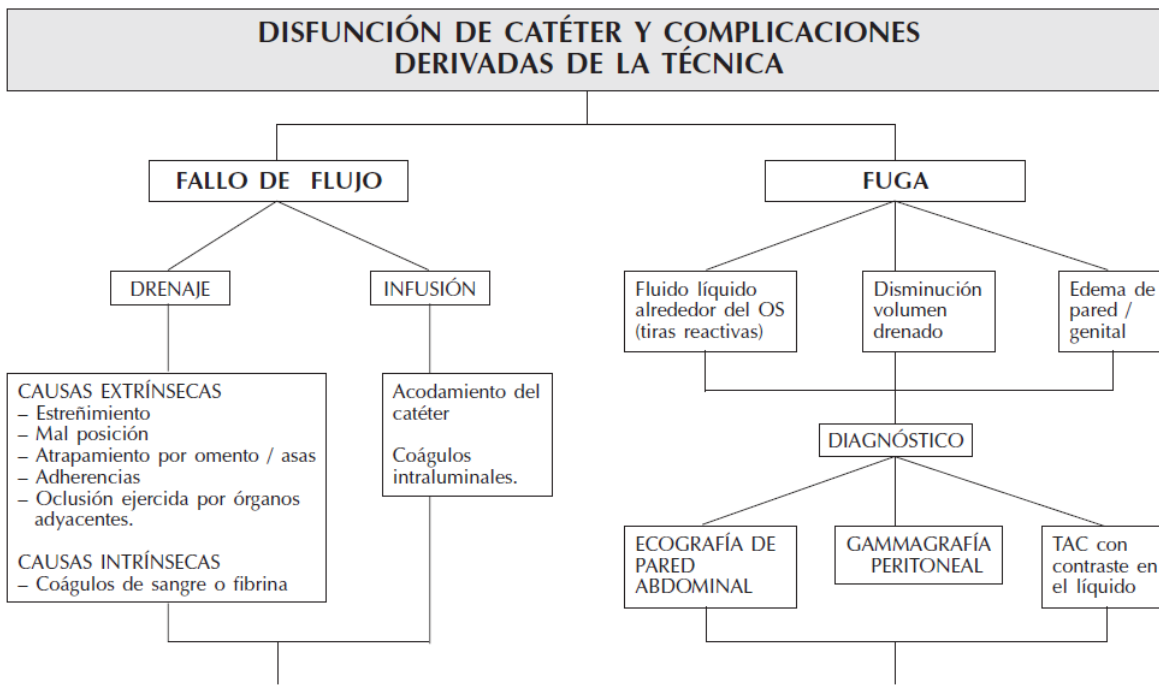 DISFUNCIÓN DE CATÉTER Y COMPLICACIONES
DERIVADAS DE LA TÉCNICA
FALLO DE FLUJO
FUGA
DRENAJE
INFUSIÓN
Fluido líquido
alrededor del OS
(tiras reactivas)
Disminución
volumen
drenado
Edema de
pared /
genital
CAUSAS EXTRÍNSECAS
– Estreñimiento
– Mal posición
– Atrapamiento por omento / asas
– Adherencias
– Oclusión ejercida por órganos
adyacentes.
CAUSAS INTRÍNSECAS
– Coágulos de sangre o fibrina
Acodamiento del
catéter
Coágulos
intraluminales.
DIAGNÓSTICO
ECOGRAFÍA DE
PARED
ABDOMINAL
GAMMAGRAFÍA
PERITONEAL
TAC con
contraste en
el líquido